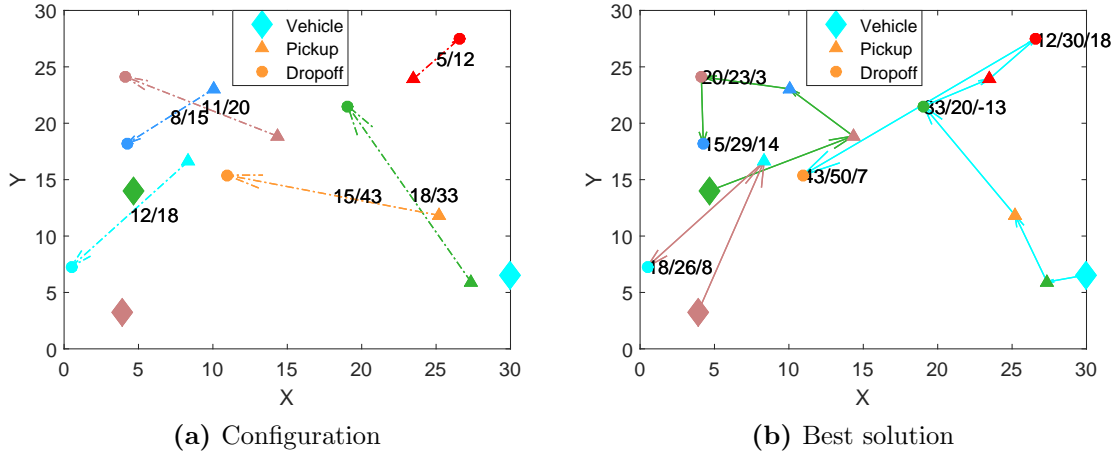 Vehicle
Pickup
Dropoff
30
25
20
15
10
5
0
Y
5/12
11/20
8/15
15/43
18/33
12/18
0 5 10 15 20 25 30
X
(a) Configuration
Vehicle
Pickup
Dropoff
30
25
20
15
10
5
0
Y
12/30/18
20/23/3
33/20/-13
15/29/14
43/50/7
18/26/8
0 5 10 15 20 25 30
X
(b) Best solution